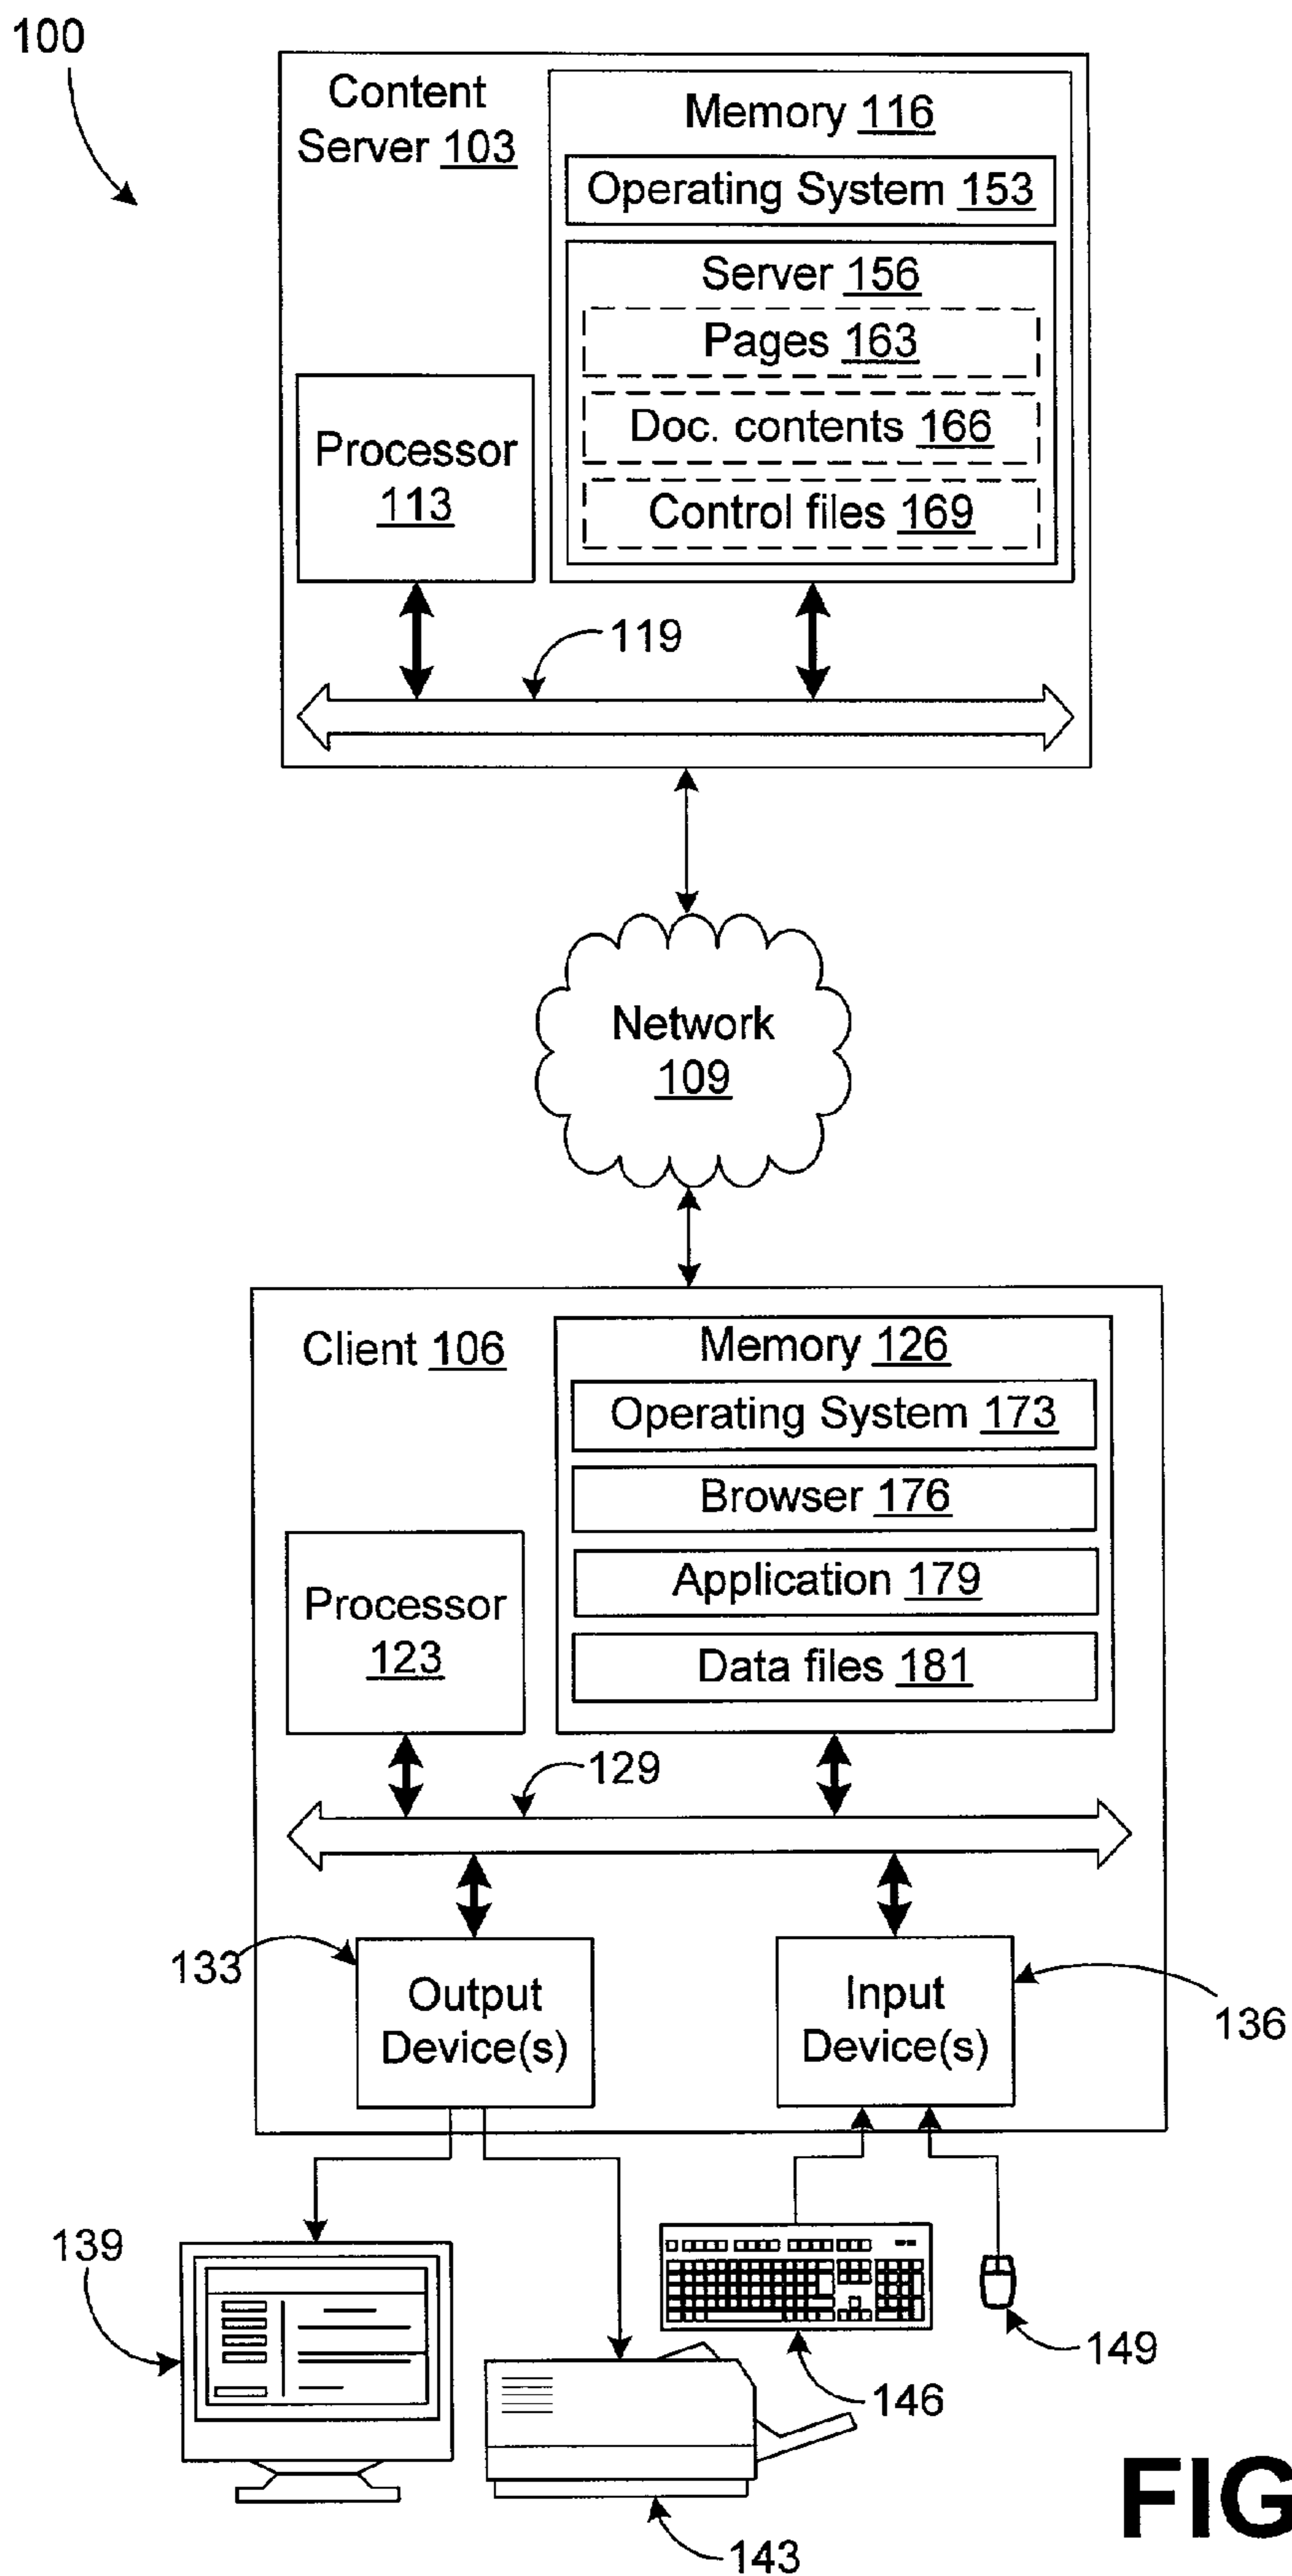 100
Content
Server 103
Memory 116
Operating System 153
Server 156
Pages 163
Doc. contents 166
Control files 169
Processor
113
119
Network
109
Client 106
Memory 126
Operating System 173
Browser 176
Application 179
Data files 181
Processor
123
129
133
Output
Device(s)
Input
Device(s)
136
139
146
149
143
FIG